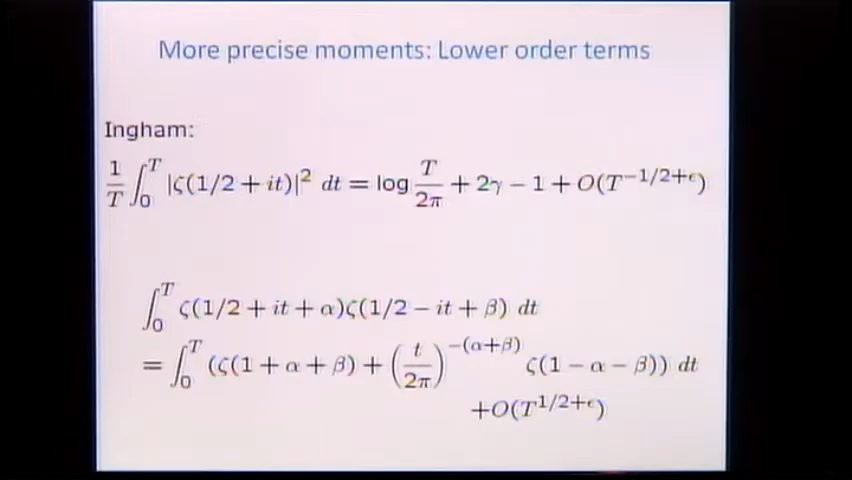 More precise moments: Lower order terms
Ingham:
1/T ∫_0^T |ζ(1/2 + it)|^2 dt = log T/2π + 2γ − 1 + O(T^{−1/2+ϵ})
∫_0^T ζ(1/2 + it + α)ζ(1/2 − it + β) dt
= ∫_0^T (ζ(1 + α + β) + (t/2π)^{−(α+β)} ζ(1 − α − β)) dt
+O(T^{1/2+ϵ})